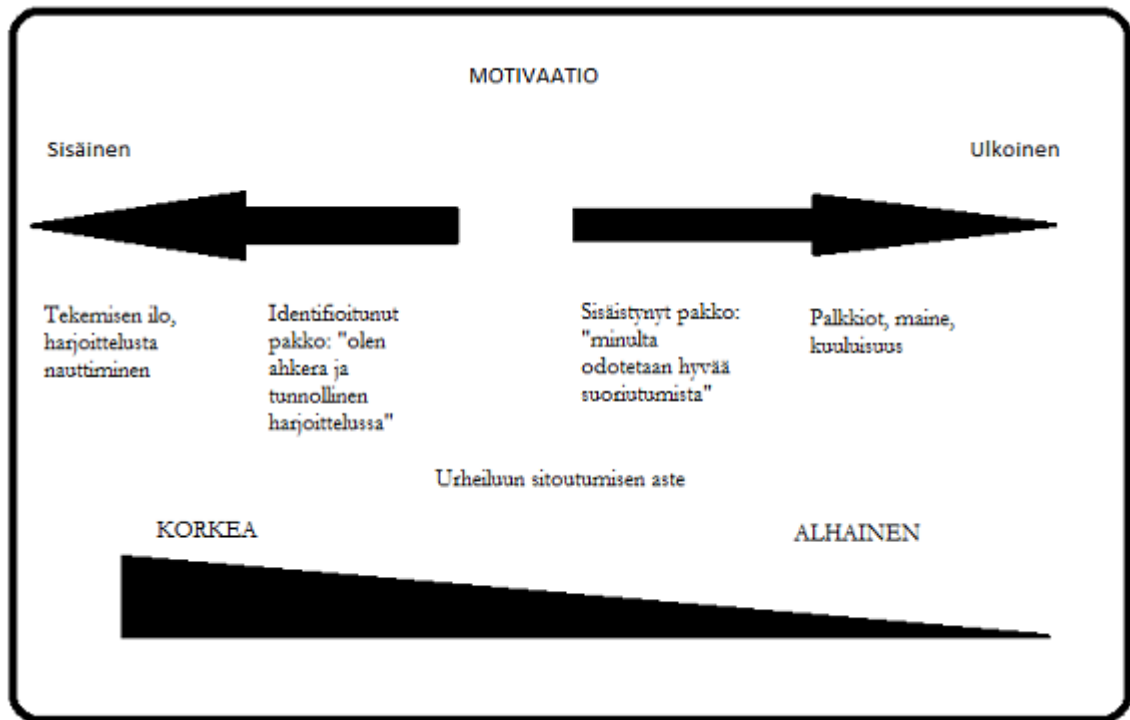 MOTIVAATIO
Sisäinen
Ulkoinen
Tekemisen ilo,
harjoittelusta
nauttiminen
Identifioitunut
pakko: "olen
ahkera ja
tunnollinen
harjoittelussa"
Sisäistynyt pakko:
"minulta
odotetaan hyvää
suoriutumista"
Palkkiot, maine,
kuuluisuus
Urheiluun sitoutumisen aste
KORKEA
ALHAINEN